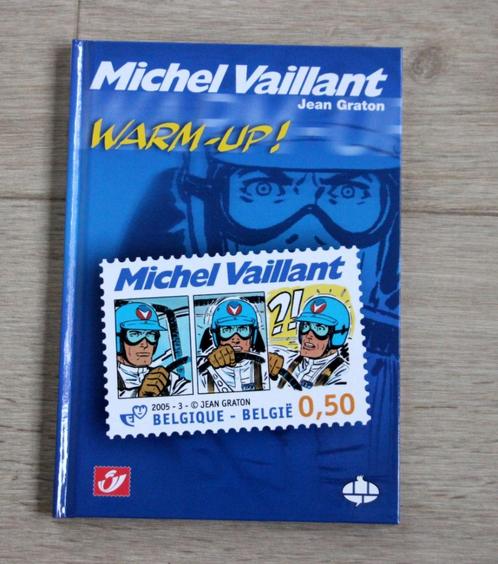 Michel Vaillant
Jean Graton
WARM-UP!
Michel Vaillant
?!
2005 - 3 - © JEAN GRATON
BELGIQUE - BELGIË 0,50